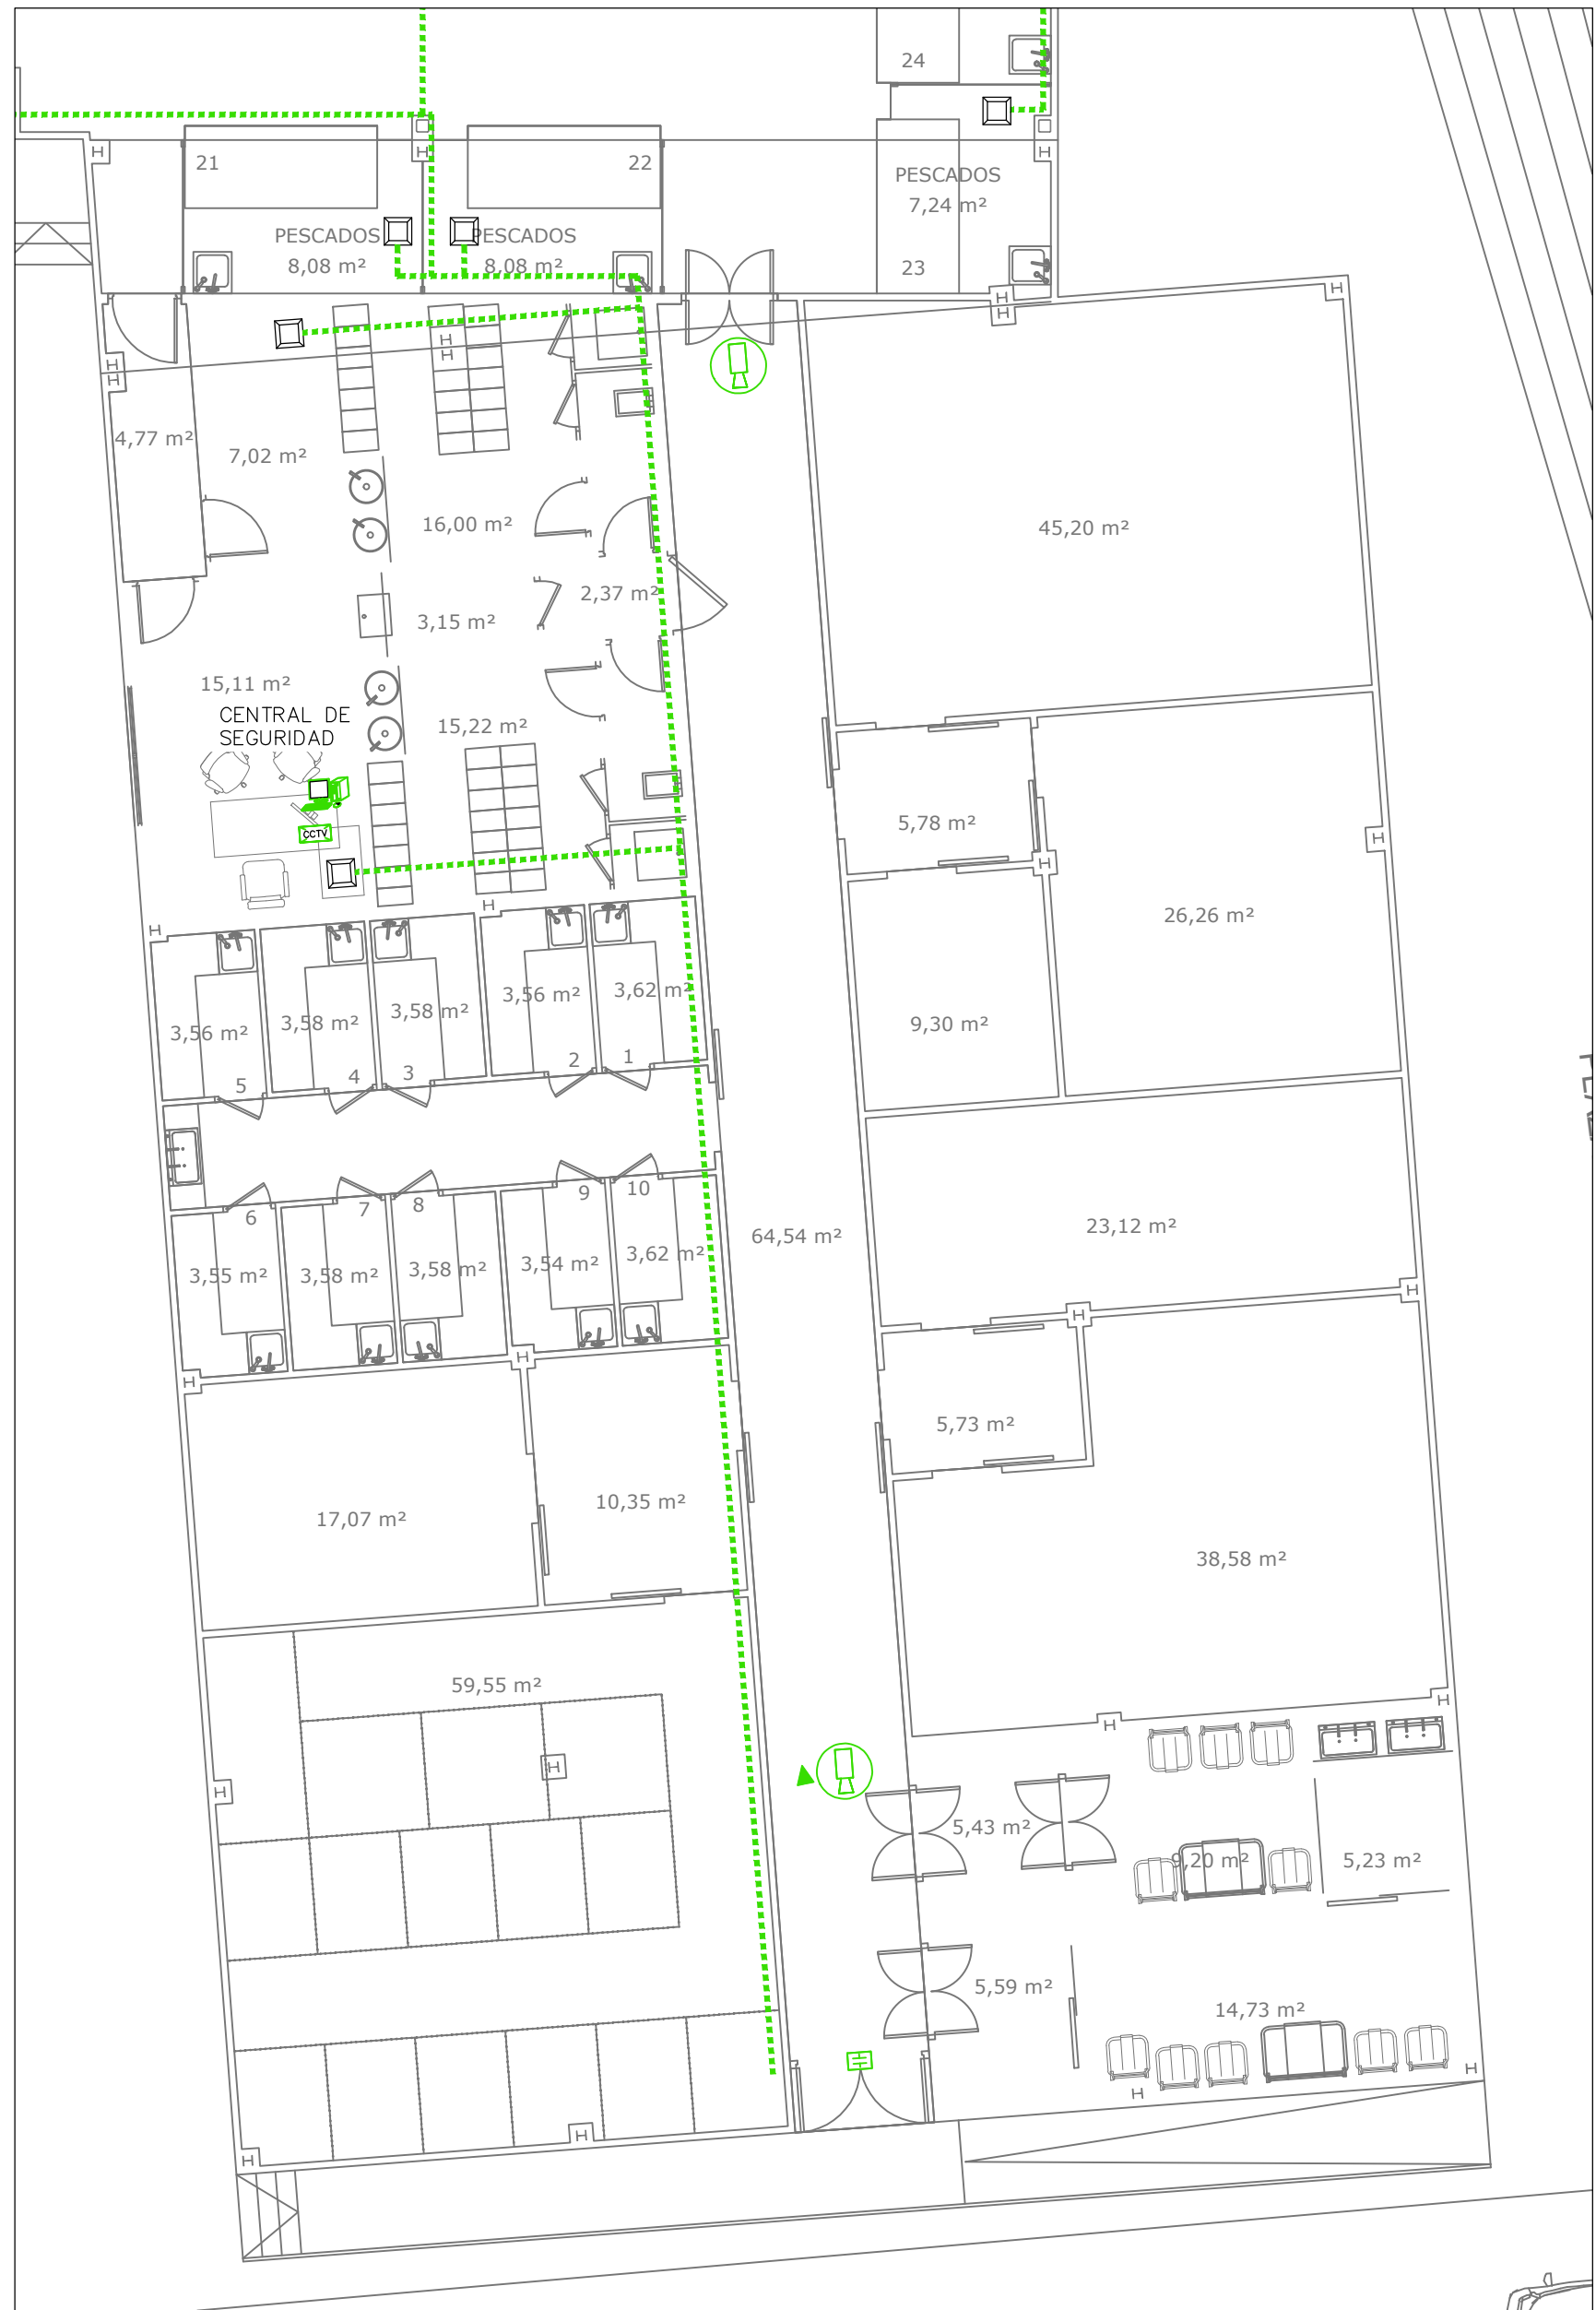 24
21
22
PESCADOS
7,24 m²
PESCADOS
8,08 m²
PESCADOS
8,08 m²
23
4,77 m²
7,02 m²
16,00 m²
45,20 m²
2,37 m²
3,15 m²
15,11 m²
CENTRAL DE
SEGURIDAD
15,22 m²
CCTV
5,78 m²
26,26 m²
9,30 m²
3,56 m²
3,58 m²
3,58 m²
3,56 m²
3,62 m²
5
4
3
2
1
6
7
8
9
10
3,55 m²
3,58 m²
3,58 m²
3,54 m²
3,62 m²
64,54 m²
23,12 m²
5,73 m²
17,07 m²
10,35 m²
38,58 m²
59,55 m²
5,43 m²
9,20 m²
5,23 m²
5,59 m²
14,73 m²